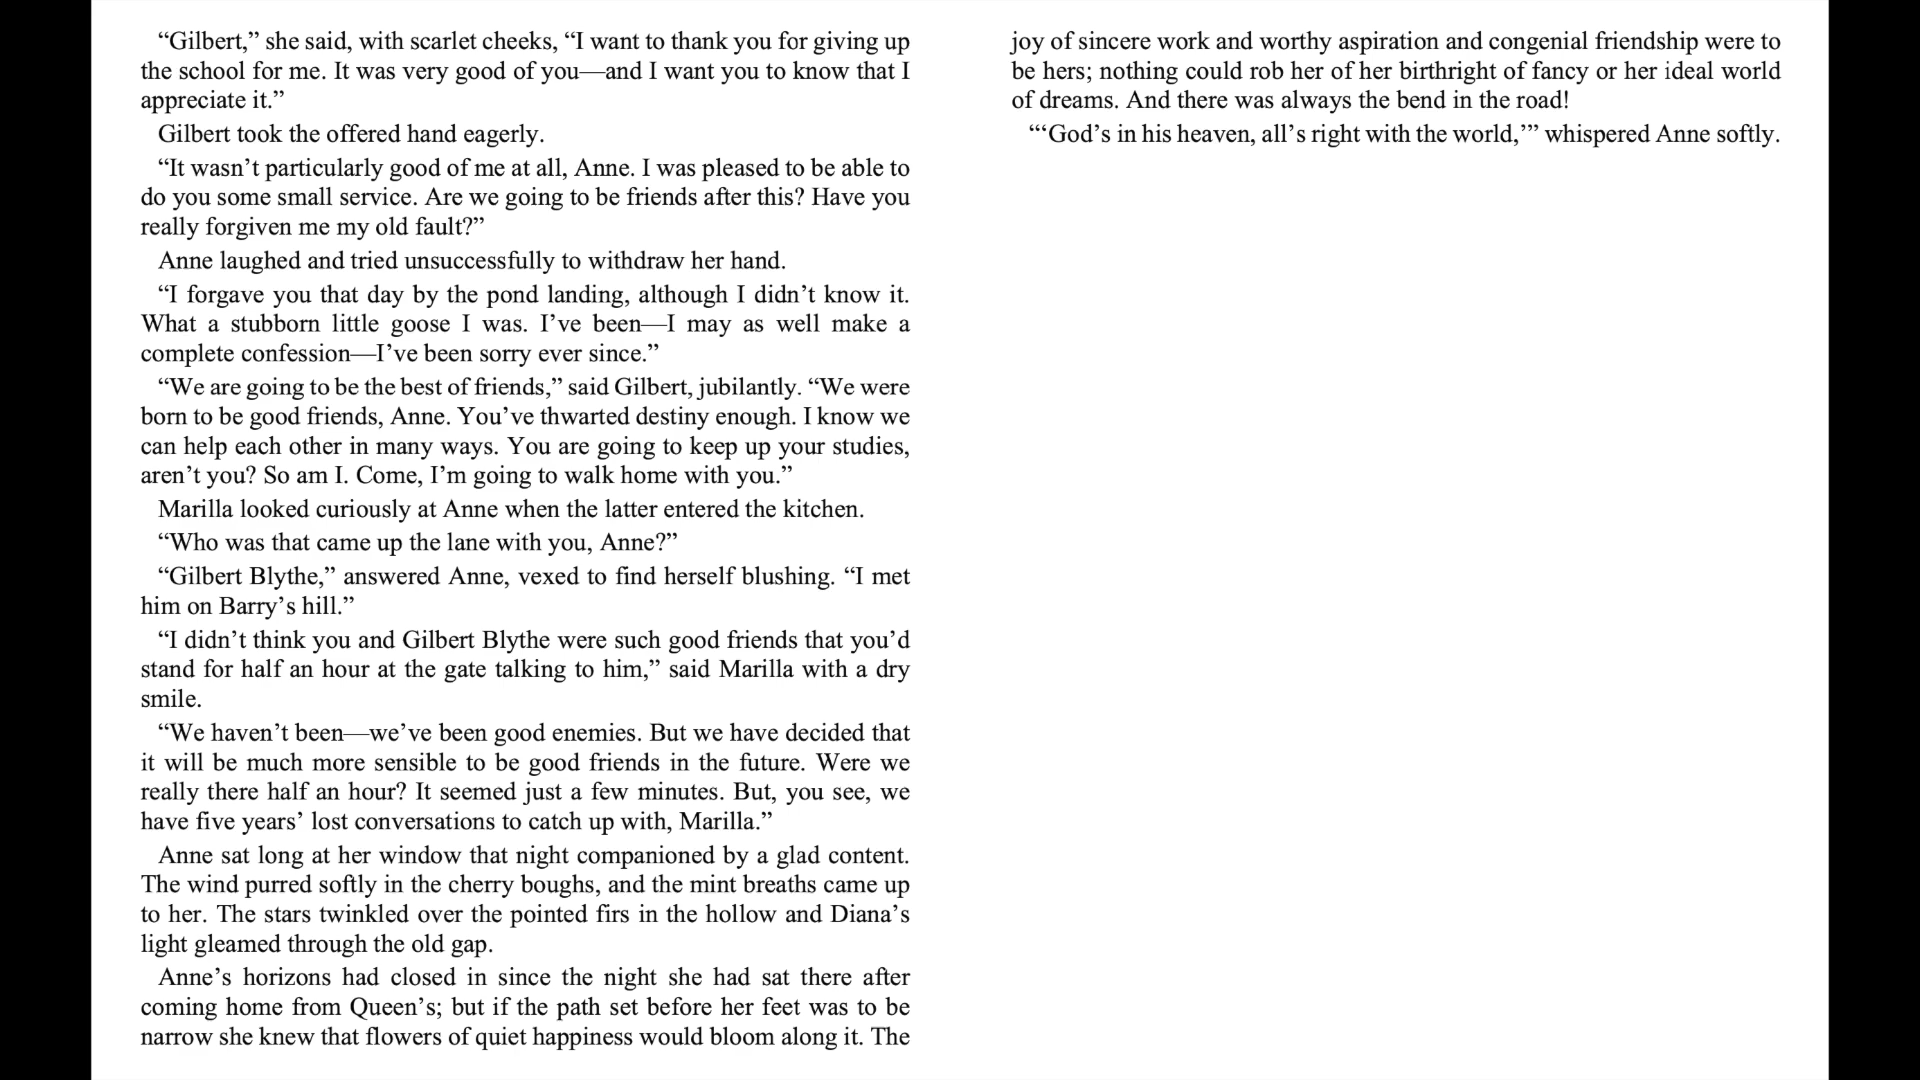 “Gilbert,” she said, with scarlet cheeks, “I want to thank you for giving up
the school for me. It was very good of you—and I want you to know that I
appreciate it.”
Gilbert took the offered hand eagerly.
“It wasn’t particularly good of me at all, Anne. I was pleased to be able to
do you some small service. Are we going to be friends after this? Have you
really forgiven me my old fault?”
Anne laughed and tried unsuccessfully to withdraw her hand.
“I forgave you that day by the pond landing, although I didn’t know it.
What a stubborn little goose I was. I’ve been—I may as well make a
complete confession—I’ve been sorry ever since.”
“We are going to be the best of friends,” said Gilbert, jubilantly. “We were
born to be good friends, Anne. You’ve thwarted destiny enough. I know we
can help each other in many ways. You are going to keep up your studies,
aren’t you? So am I. Come, I’m going to walk home with you.”
Marilla looked curiously at Anne when the latter entered the kitchen.
“Who was that came up the lane with you, Anne?”
“Gilbert Blythe,” answered Anne, vexed to find herself blushing. “I met
him on Barry’s hill.”
“I didn’t think you and Gilbert Blythe were such good friends that you’d
stand for half an hour at the gate talking to him,” said Marilla with a dry
smile.
“We haven’t been—we’ve been good enemies. But we have decided that
it will be much more sensible to be good friends in the future. Were we
really there half an hour? It seemed just a few minutes. But, you see, we
have five years’ lost conversations to catch up with, Marilla.”
Anne sat long at her window that night companioned by a glad content.
The wind purred softly in the cherry boughs, and the mint breaths came up
to her. The stars twinkled over the pointed firs in the hollow and Diana’s
light gleamed through the old gap.
Anne’s horizons had closed in since the night she had sat there after
coming home from Queen’s; but if the path set before her feet was to be
narrow she knew that flowers of quiet happiness would bloom along it. The
joy of sincere work and worthy aspiration and congenial friendship were to
be hers; nothing could rob her of her birthright of fancy or her ideal world
of dreams. And there was always the bend in the road!
“‘God’s in his heaven, all’s right with the world,’” whispered Anne softly.